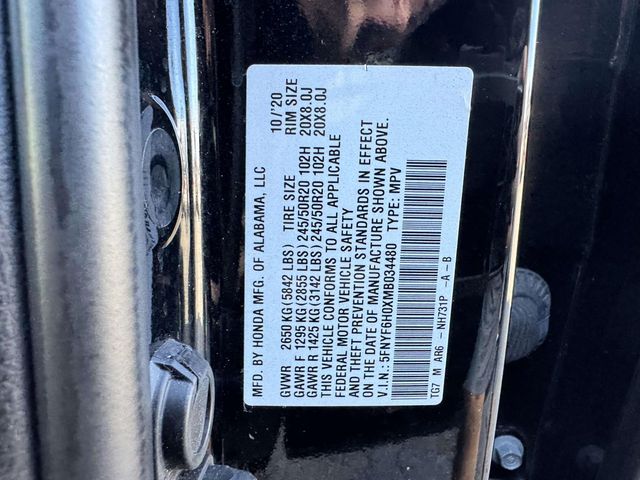 MFD. BY HONDA MFG. OF ALABAMA, LLC 10/'20
GVWR 2650 KG (5842 LBS) TIRE SIZE RIM SIZE
GAWR F 1295 KG (2855 LBS) 245/50R20 102H 20X8.0J
GAWR R 1425 KG (3142 LBS) 245/50R20 102H 20X8.0J
THIS VEHICLE CONFORMS TO ALL APPLICABLE
FEDERAL MOTOR VEHICLE SAFETY
AND THEFT PREVENTION STANDARDS IN EFFECT
ON THE DATE OF MANUFACTURE SHOWN ABOVE.
V.I.N.: 5FNYF6H0XMB034480 TYPE: MPV
TG7 M AR6 - NH731P -A -B